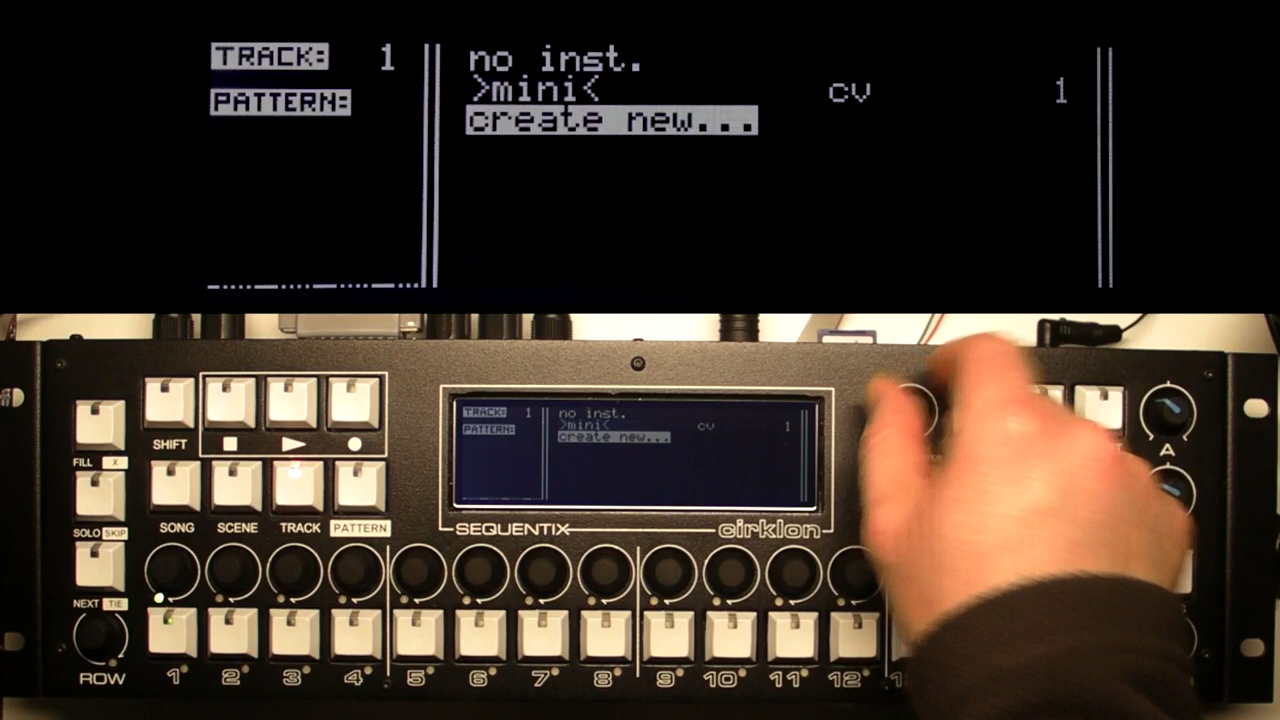 TRACK: 1
PATTERN:
no inst.
>mini< cv 1
create new...
TRACK: 1
PATTERN:
no inst.
>mini< cv 1
create new...
SHIFT
FILL X
SONG SCENE TRACK PATTERN
SEQUENTIX cirklon
A
SOLO SKIP
NEXT TIE
ROW
1 2 3 4 5 6 7 8 9 10 11 12